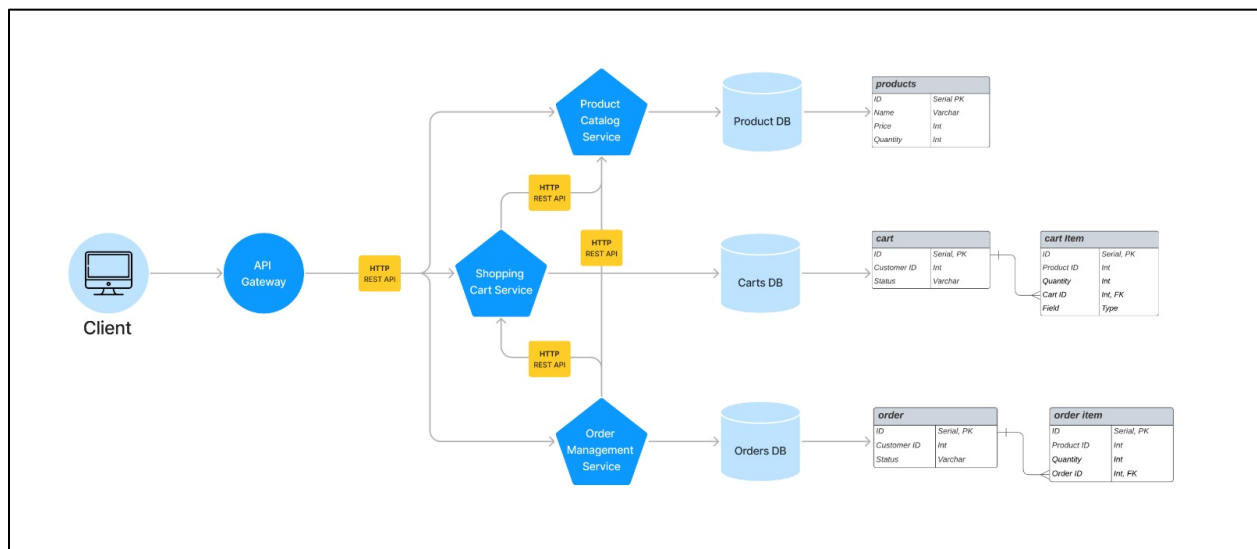 Client
API
Gateway
HTTP
REST API
Product
Catalog
Service
HTTP
REST API
HTTP
REST API
Shopping
Cart Service
HTTP
REST API
Order
Management
Service
Product DB
Carts DB
Orders DB
products
ID Serial PK
Name Varchar
Price Int
Quantity Int
cart
ID Serial, PK
Customer ID Int
Status Varchar
cart Item
ID Serial, PK
Product ID Int
Quantity Int
Cart ID Int, FK
Field Type
order
ID Serial, PK
Customer ID Int
Status Varchar
order item
ID Serial, PK
Product ID Int
Quantity Int
Order ID Int, FK